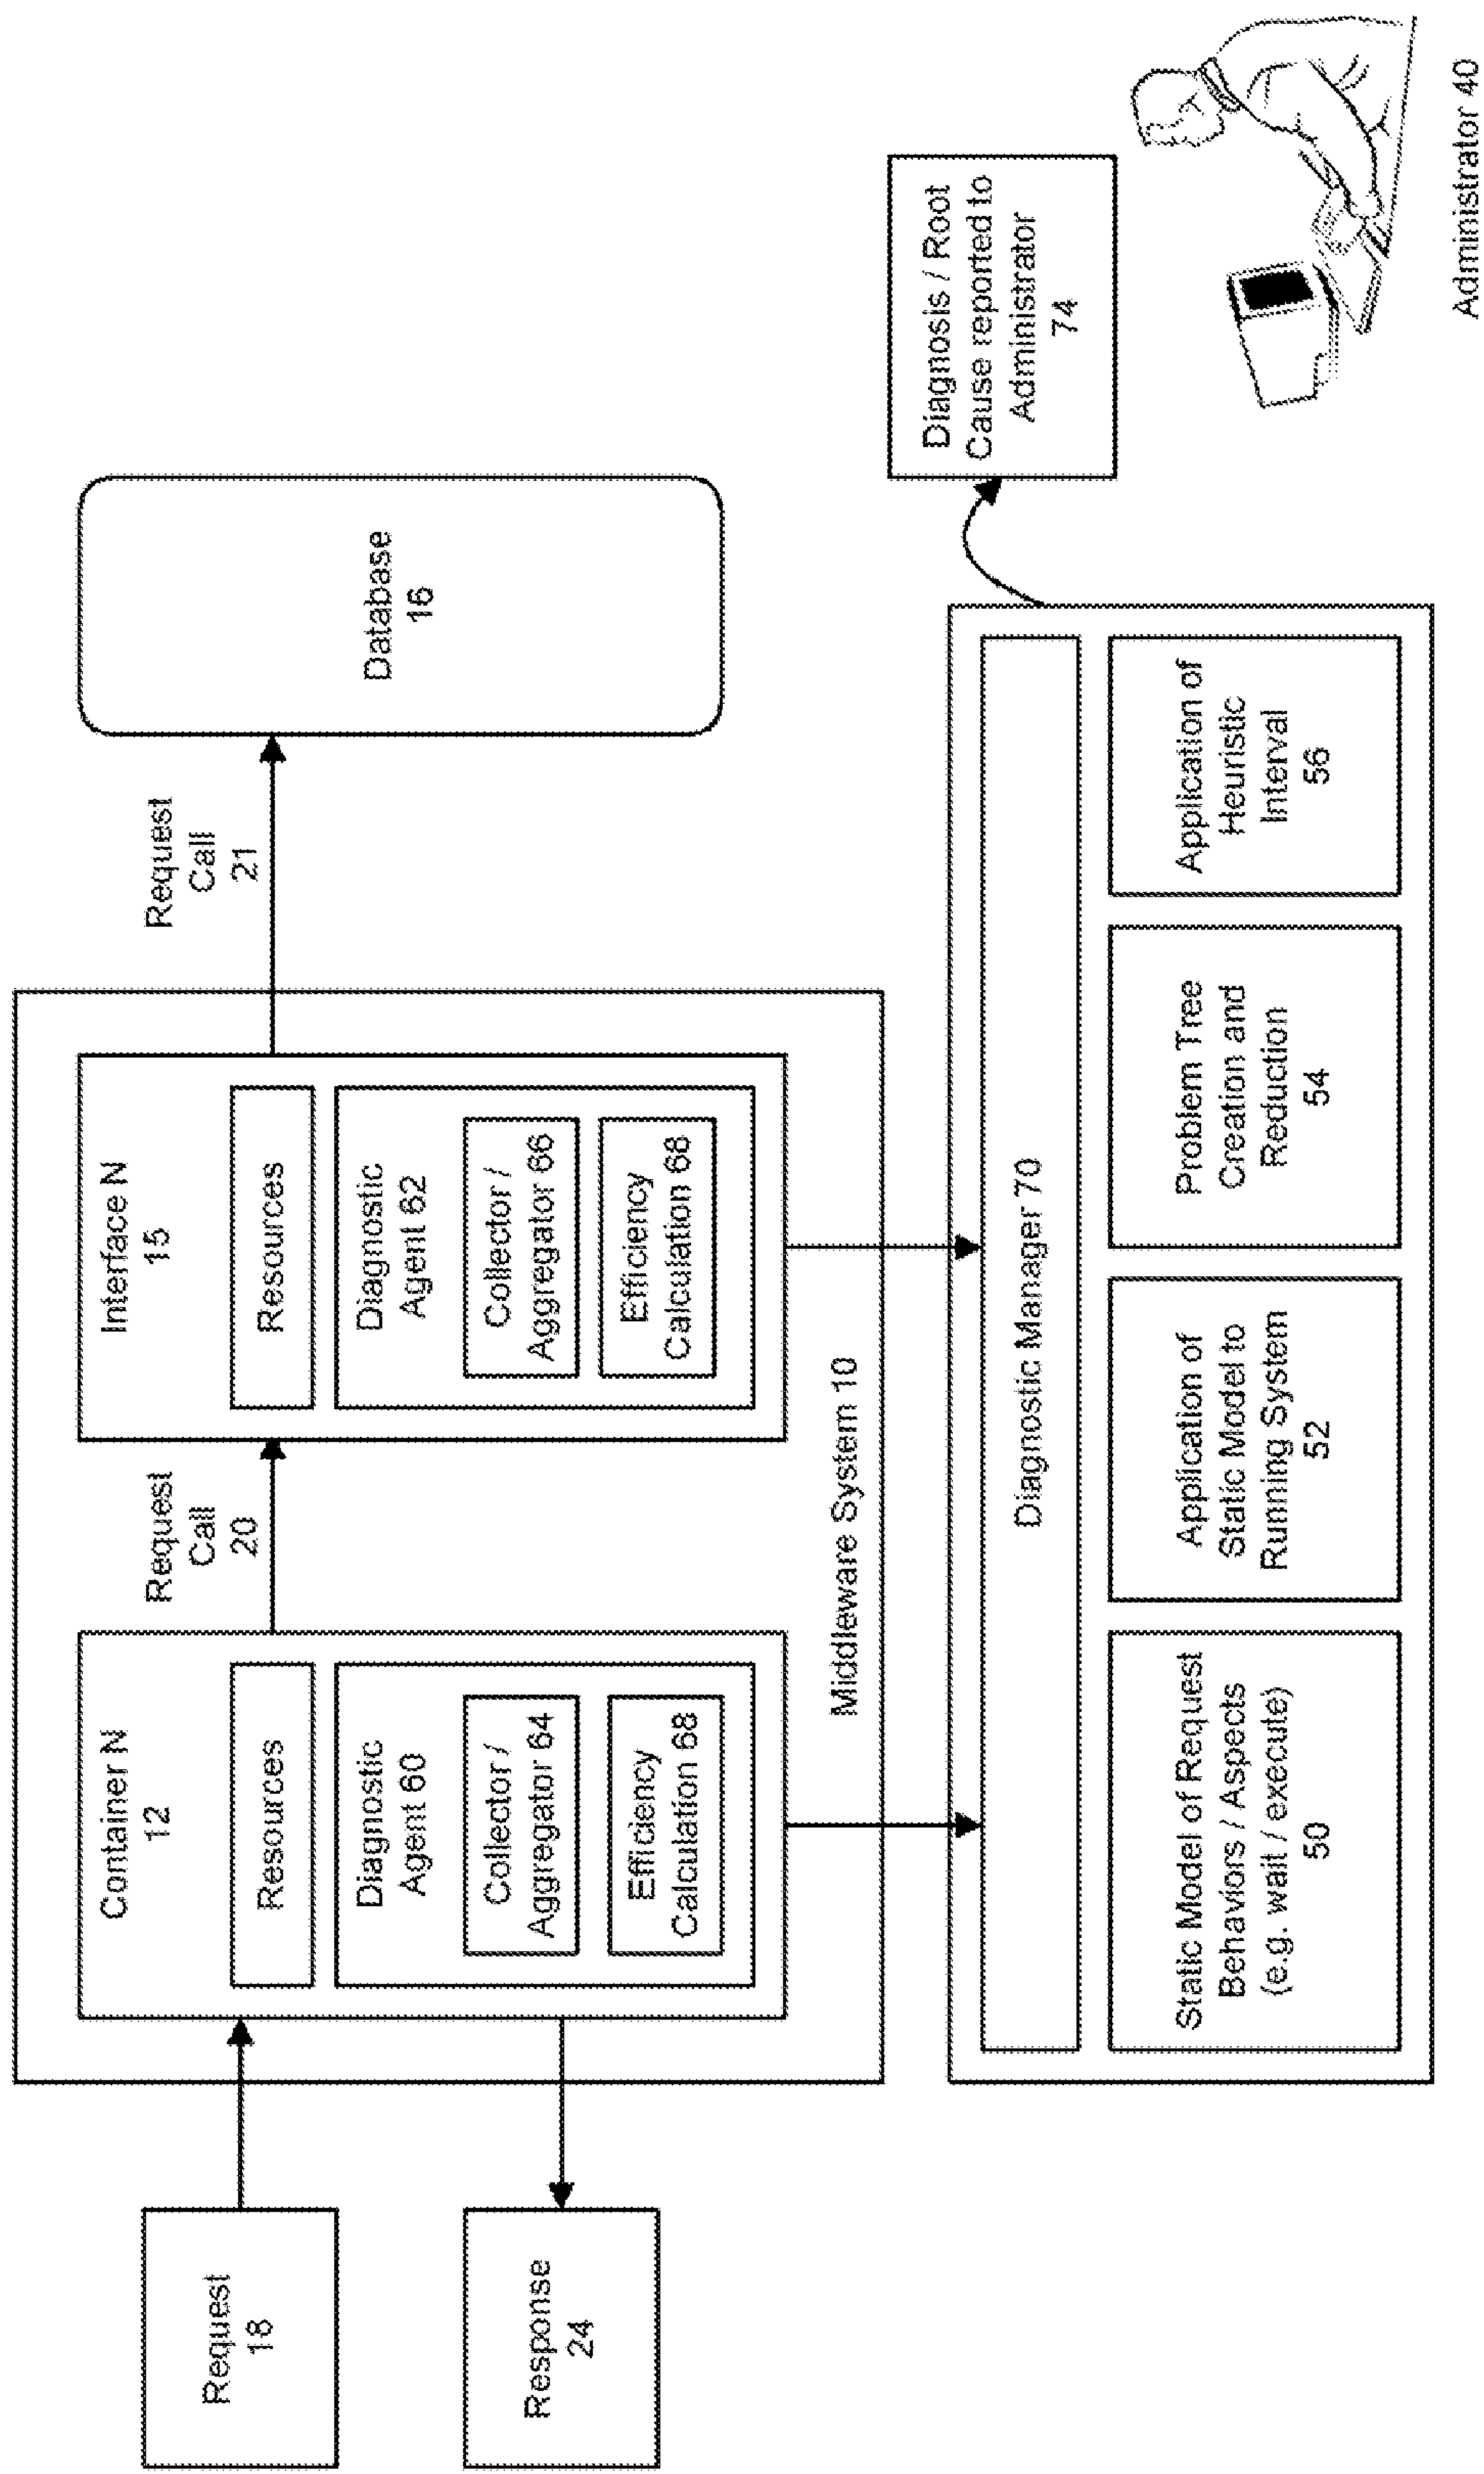 Request
18
Response
24
Container N
12
Resources
Diagnostic
Agent 60
Collector /
Aggregator 64
Efficiency
Calculation 68
Request
Call
20
Interface N
15
Resources
Diagnostic
Agent 62
Collector /
Aggregator 66
Efficiency
Calculation 68
Middleware System 10
Request
Call
21
Database
16
Diagnostic Manager 70
Static Model of Request
Behaviors / Aspects
(e.g. wait / execute)
50
Application of
Static Model to
Running System
52
Problem Tree
Creation and
Reduction
54
Application of
Heuristic
Interval
56
Diagnosis / Root
Cause reported to
Administrator
74
Administrator 40